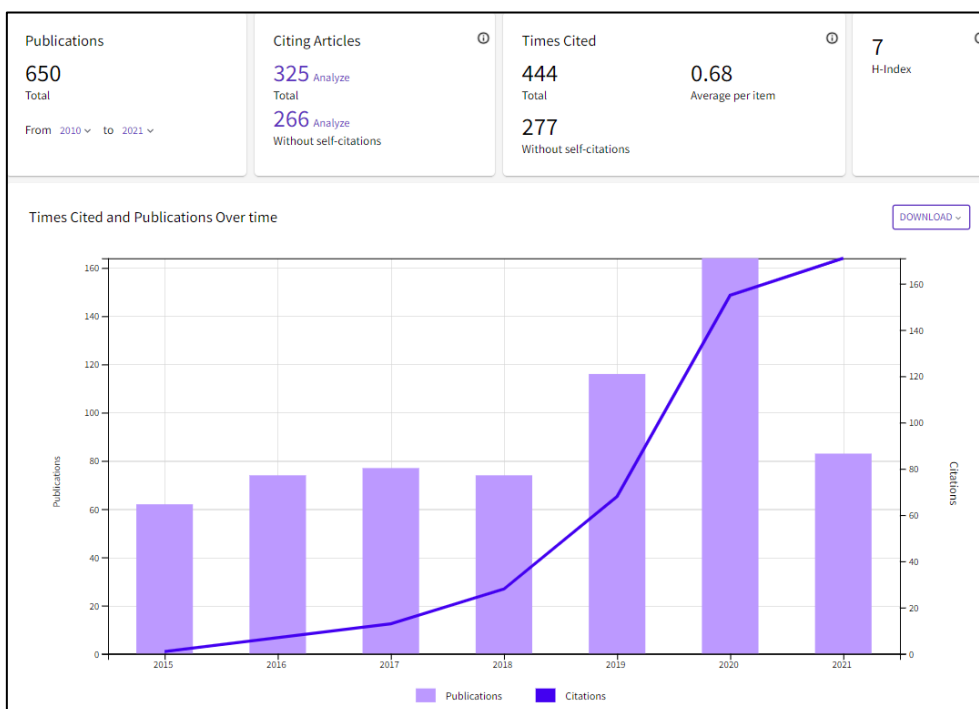 Publications
650
Total
From 2010 to 2021
Citing Articles
325 Analyze
Total
266 Analyze
Without self-citations
Times Cited
444
Total
277
Without self-citations
0.68
Average per item
7
H-Index
Times Cited and Publications Over time
DOWNLOAD
160
140
120
100
80
60
40
20
0
Publications
160
140
120
100
80
60
40
20
0
Citations
2015 2016 2017 2018 2019 2020 2021
Publications Citations